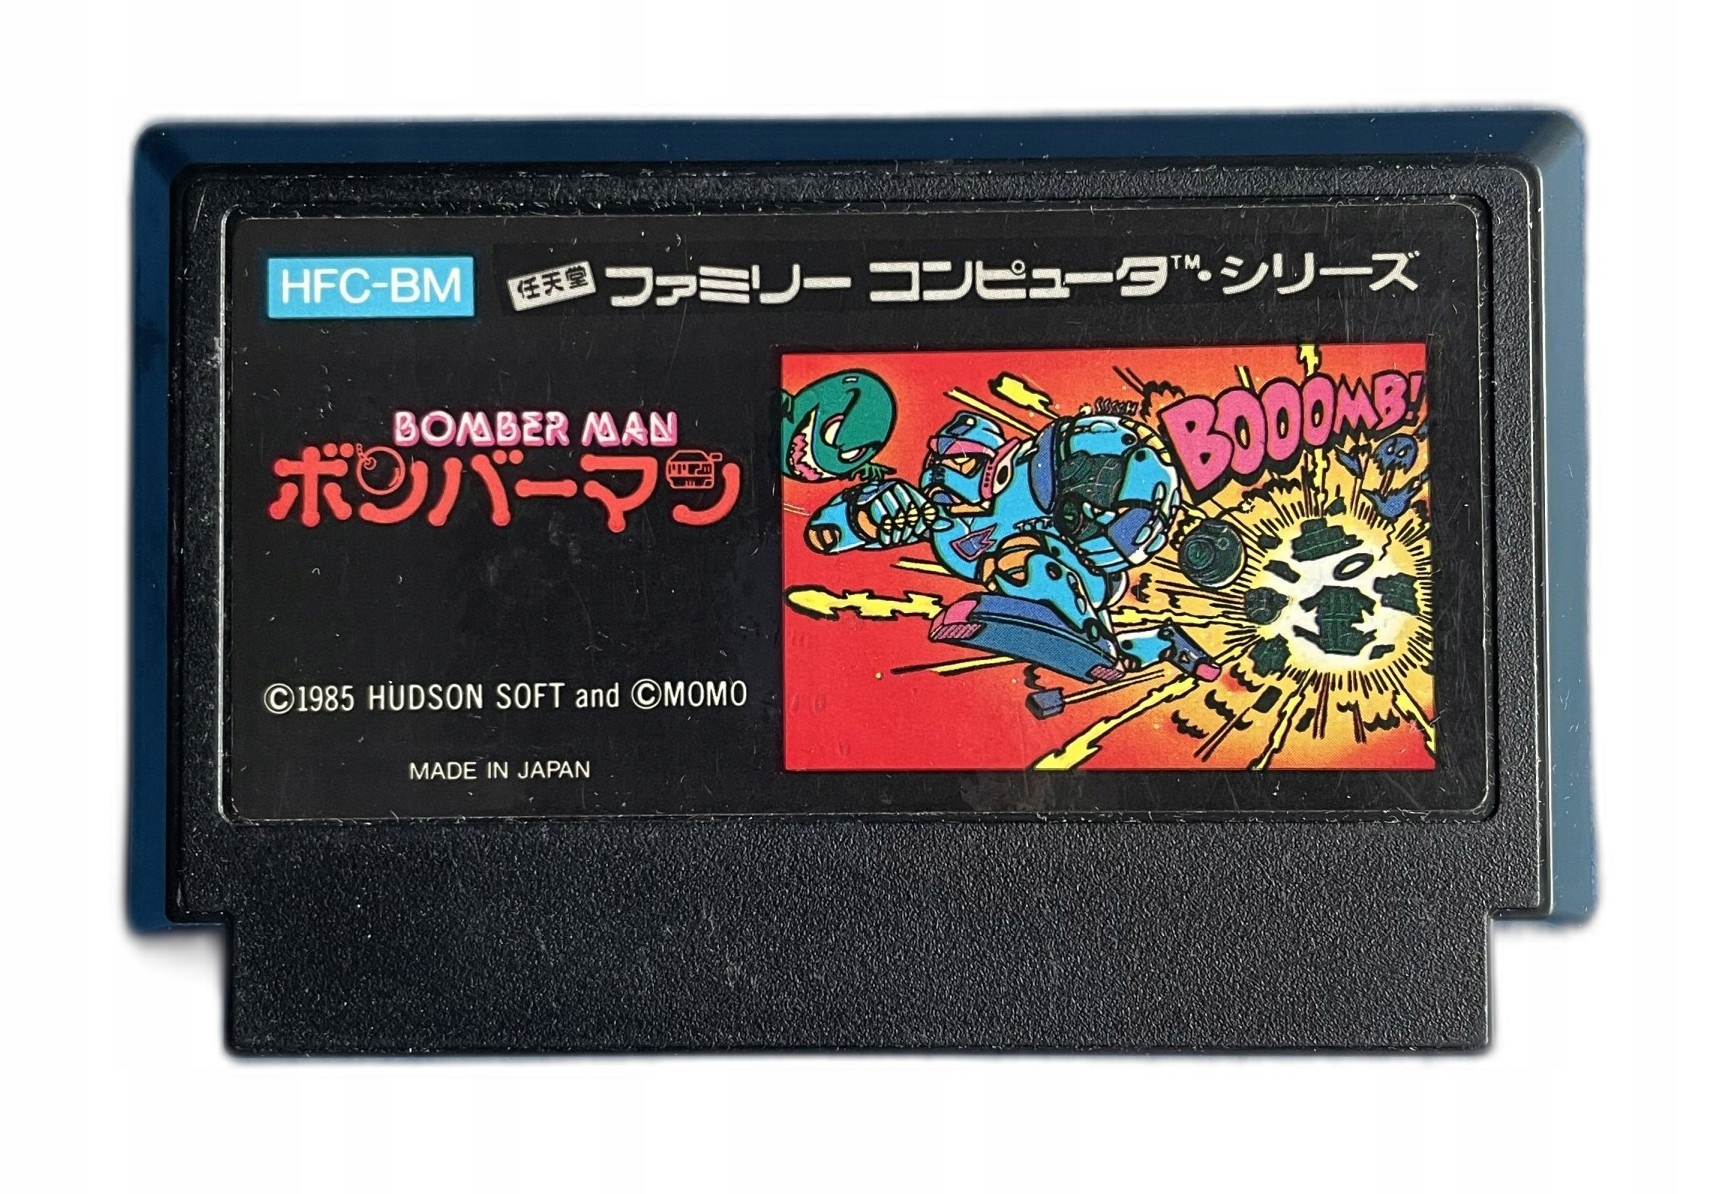 HFC-BM
任天堂 ファミリー コンピュータ™・シリーズ
BOMBER MAN
ボンバーマン
BOOOMB!
©1985 HUDSON SOFT and ©MOMO
MADE IN JAPAN